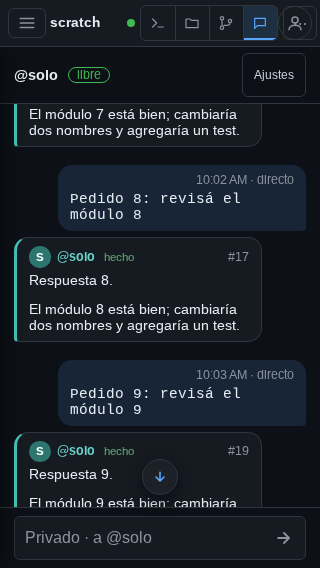 scratch
@solo libre Ajustes
El módulo 7 está bien; cambiaría
dos nombres y agregaría un test.
10:02 AM · directo
Pedido 8: revisá el
módulo 8
S @solo hecho #17
Respuesta 8.
El módulo 8 está bien; cambiaría
dos nombres y agregaría un test.
10:03 AM · directo
Pedido 9: revisá el
módulo 9
S @solo hecho #19
Respuesta 9.
El módulo 9 está bien; cambiaría
Privado · a @solo